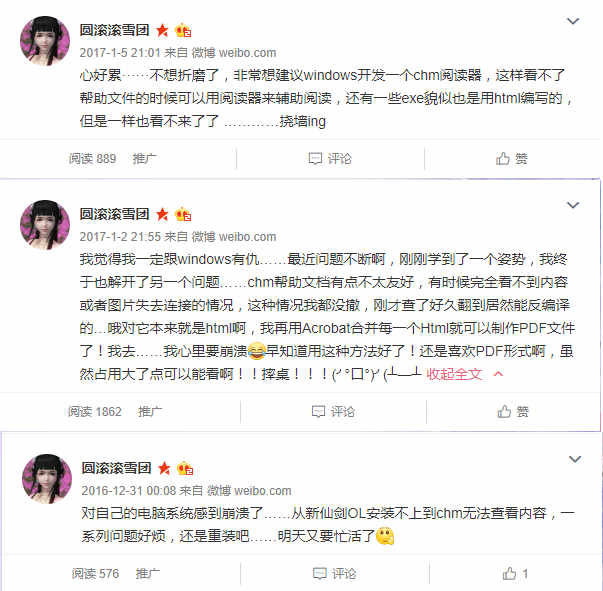 圆滚滚雪团
2017-1-5 21:01 来自 微博 weibo.com
心好累……不想折磨了，非常想建议windows开发一个chm阅读器，这样看不了
帮助文件的时候可以用阅读器来辅助阅读，还有一些exe貌似也是用html编写的，
但是一样也看不来了了 …………挠墙ing
阅读 889 推广 评论 赞
圆滚滚雪团
2017-1-2 21:55 来自 微博 weibo.com
我觉得我一定跟windows有仇……最近问题不断啊，刚刚学到了一个姿势，我终
于也解开了另一个问题……chm帮助文档有点不太友好，有时候完全看不到内容
或者图片失去连接的情况，这种情况我都没撤，刚才查了好久翻到居然能反编译
的…哦对它本来就是html啊，我再用Acrobat合并每一个Html就可以制作PDF文件
了！我去……我心里要崩溃😂早知道用这种方法好了！还是喜欢PDF形式啊，虽
然占用大了点可以能看啊！！摔桌！！！(╯°口°)╯(┴—┴ 收起全文
阅读 1862 推广 评论 赞
圆滚滚雪团
2016-12-31 00:08 来自 微博 weibo.com
对自己的电脑系统感到崩溃了……从新仙剑OL安装不上到chm无法查看内容，一
系列问题好烦，还是重装吧……明天又要忙活了
阅读 576 推广 评论 1